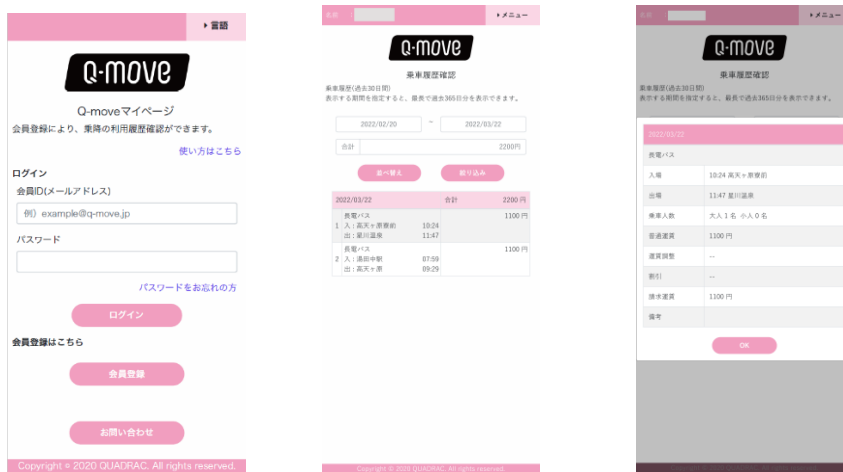 ▶言語
Q-move
Q-moveマイページ
会員登録により、乗降の利用履歴確認ができます。
使い方はこちら
ログイン
会員ID(メールアドレス)
例）example@q-move.jp
パスワード
パスワードをお忘れの方
ログイン
会員登録はこちら
会員登録
お問い合わせ
Copyright © 2020 QUADRAC. All rights reserved.
名前
▶メニュー
Q-move
乗車履歴確認
乗車履歴(過去30日間)
表示する期間を指定すると、最長で過去365日分を表示できます。
2022/02/20 ~ 2022/03/22
合計 2200円
並べ替え 絞り込み
2022/03/22 合計 2200 円
長電バス 1100 円
1 入：高天ヶ原寮前 10:24
出：星川温泉 11:47
長電バス 1100 円
2 入：湯田中駅 07:59
出：高天ヶ原 09:29
Copyright © 2020 QUADRAC. All rights reserved.
名前
▶メニュー
Q-move
乗車履歴確認
乗車履歴(過去30日間)
表示する期間を指定すると、最長で過去365日分を表示できます。
2022/03/22
長電バス
入場 10:24 高天ヶ原寮前
出場 11:47 星川温泉
乗車人数 大人 1 名 小人 0 名
普通運賃 1100 円
運賃調整 --
割引 --
請求運賃 1100 円
備考
OK